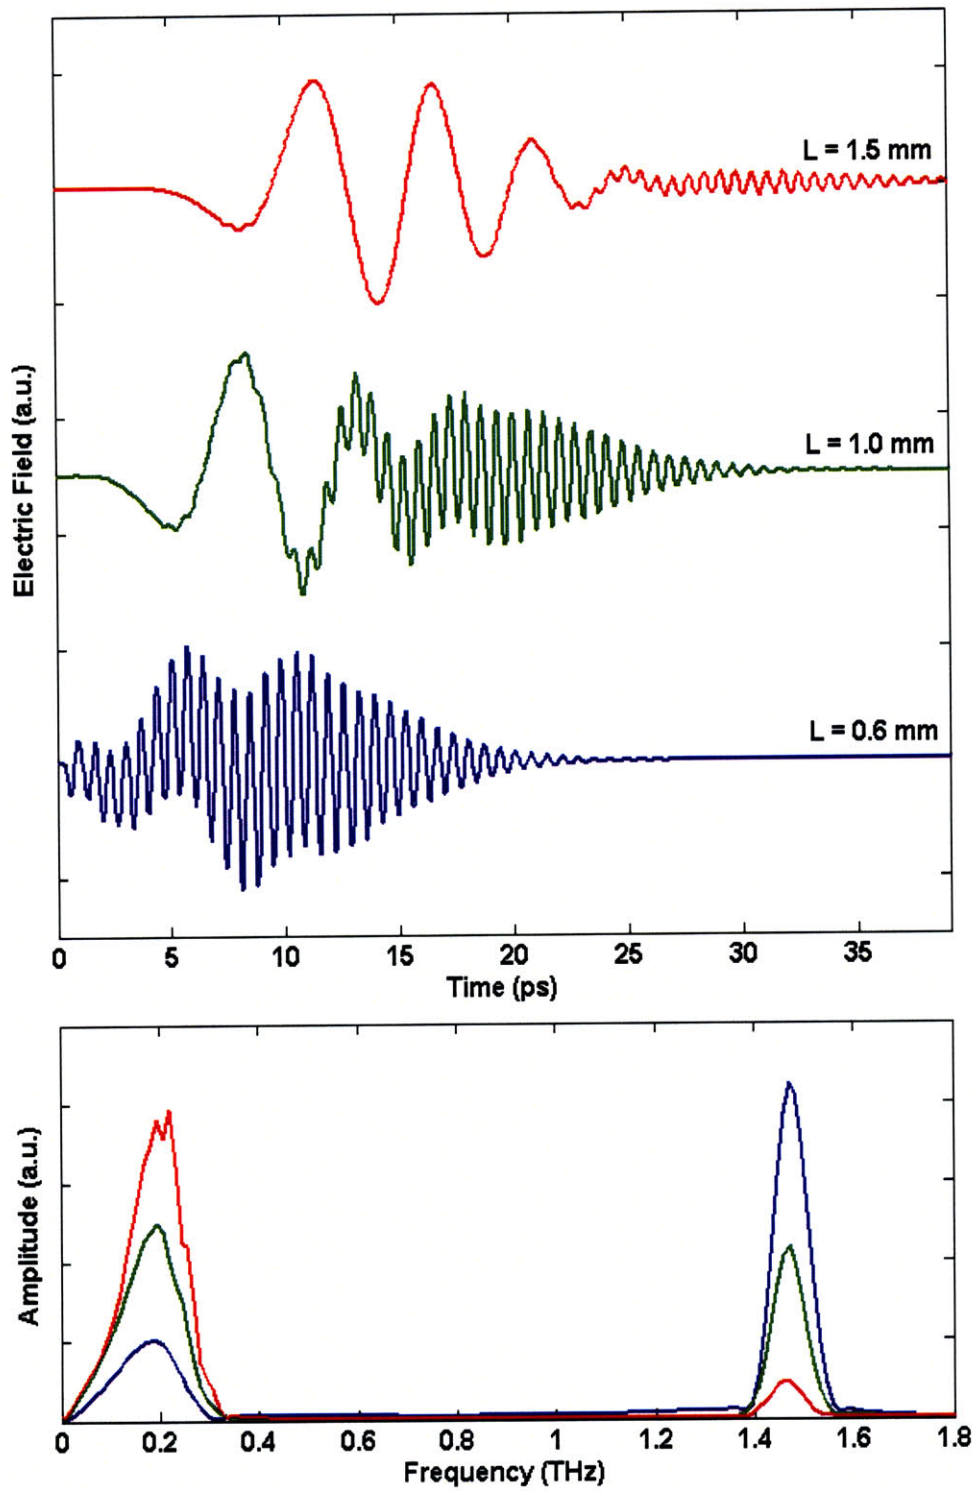 Electric Field (a.u.)
L = 1.5 mm
L = 1.0 mm
L = 0.6 mm
0 5 10 15 20 25 30 35
Time (ps)
Amplitude (a.u.)
0 0.2 0.4 0.6 0.8 1 1.2 1.4 1.6 1.8
Frequency (THz)